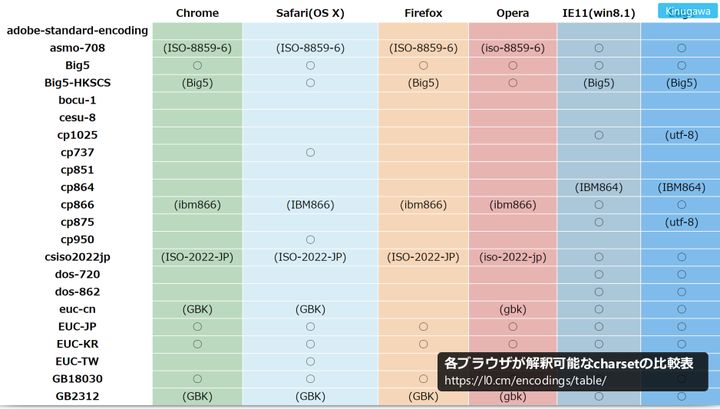 Chrome Safari(OS X) Firefox Opera IE11(win8.1) Kinugawa
adobe-standard-encoding
asmo-708 (ISO-8859-6) (ISO-8859-6) (ISO-8859-6) (iso-8859-6) ○ ○
Big5 ○ ○ ○ ○ ○ ○
Big5-HKSCS (Big5) ○ (Big5) ○ (Big5) (Big5)
bocu-1
cesu-8
cp1025 ○ (utf-8)
cp737 ○
cp851
cp864 (IBM864) (IBM864)
cp866 (ibm866) (IBM866) (ibm866) (ibm866) ○ ○
cp875 ○ (utf-8)
cp950 ○
csiso2022jp (ISO-2022-JP) (ISO-2022-JP) (ISO-2022-JP) (iso-2022-jp) ○ ○
dos-720 ○ ○
dos-862 ○ ○
euc-cn (GBK) (GBK) (gbk) ○ ○
EUC-JP ○ ○ ○ ○ ○ ○
EUC-KR ○ ○ ○ ○ ○ ○
EUC-TW ○
GB18030 ○ ○ ○
GB2312 (GBK) (GBK) (GBK) (gbk) ○ ○
各ブラウザが解釈可能なcharsetの比較表
https://l0.cm/encodings/table/